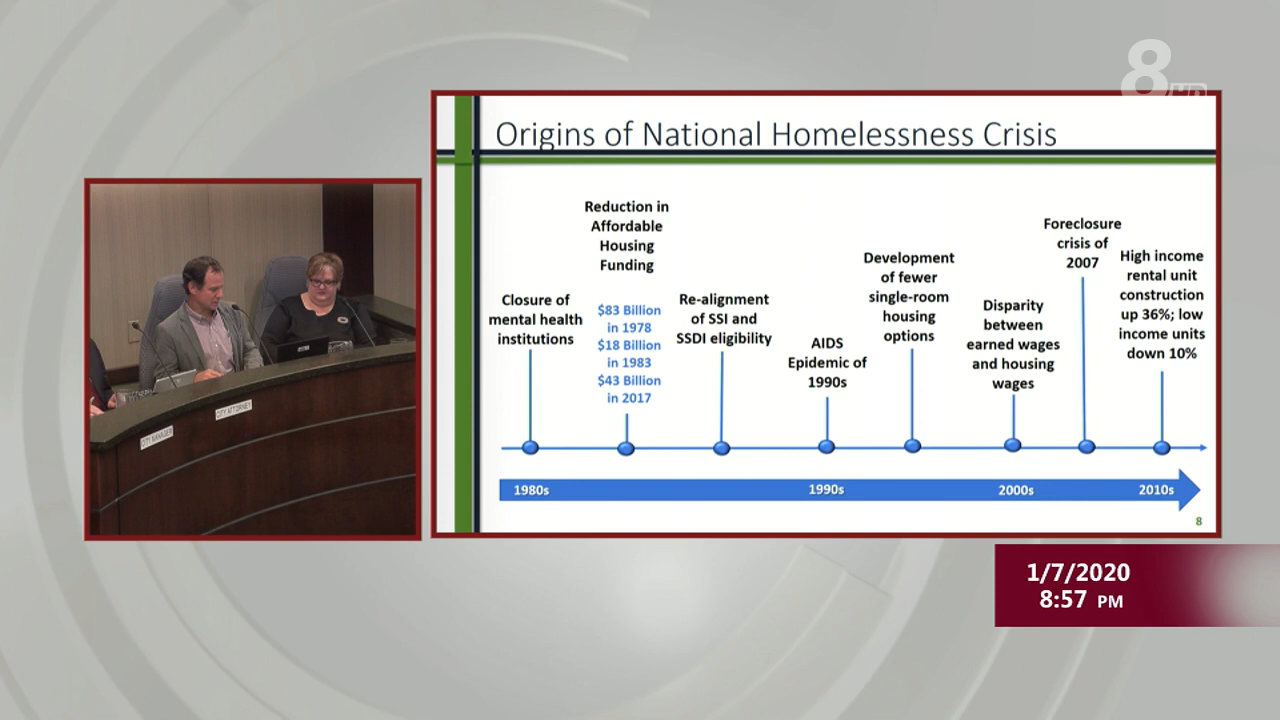 8
HD
Origins of National Homelessness Crisis
Closure of
mental health
institutions
Reduction in
Affordable
Housing
Funding
$83 Billion
in 1978
$18 Billion
in 1983
$43 Billion
in 2017
Re-alignment
of SSI and
SSDI eligibility
AIDS
Epidemic of
1990s
Development
of fewer
single-room
housing
options
Disparity
between
earned wages
and housing
wages
Foreclosure
crisis of
2007
High income
rental unit
construction
up 36%; low
income units
down 10%
1980s
1990s
2000s
2010s
8
CITY MANAGER
CITY ATTORNEY
1/7/2020
8:57 PM